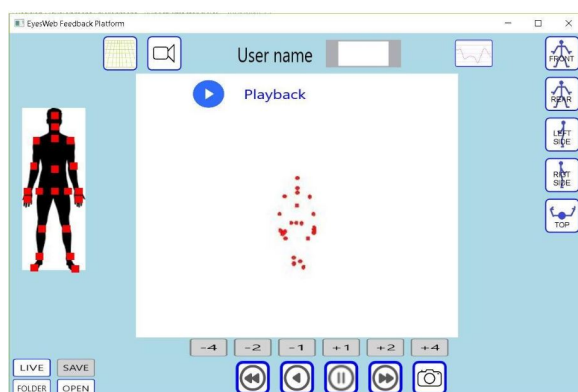 EyesWeb Feedback Platform
User name
Playback
FRONT
REAR
LEFT
SIDE
RIGT
SIDE
TOP
-4 -2 -1 +1 +2 +4
LIVE SAVE
FOLDER OPEN